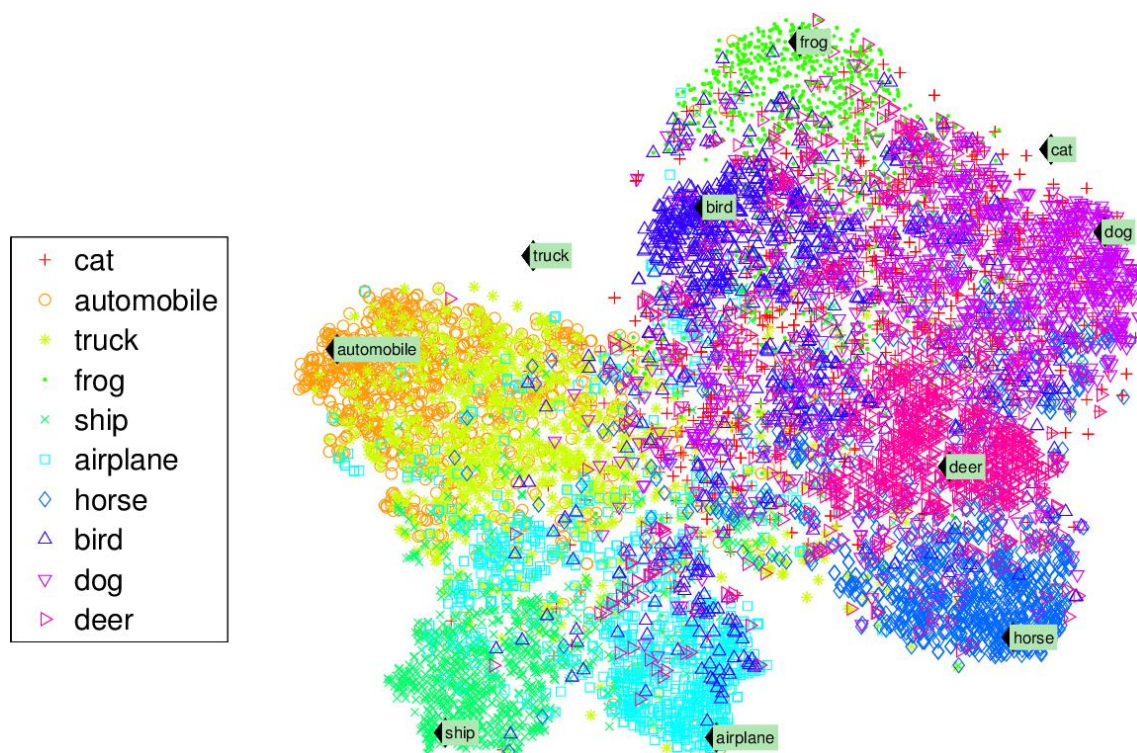 cat
automobile
truck
frog
ship
airplane
horse
bird
dog
deer
frog
cat
bird
dog
truck
automobile
deer
horse
ship
airplane